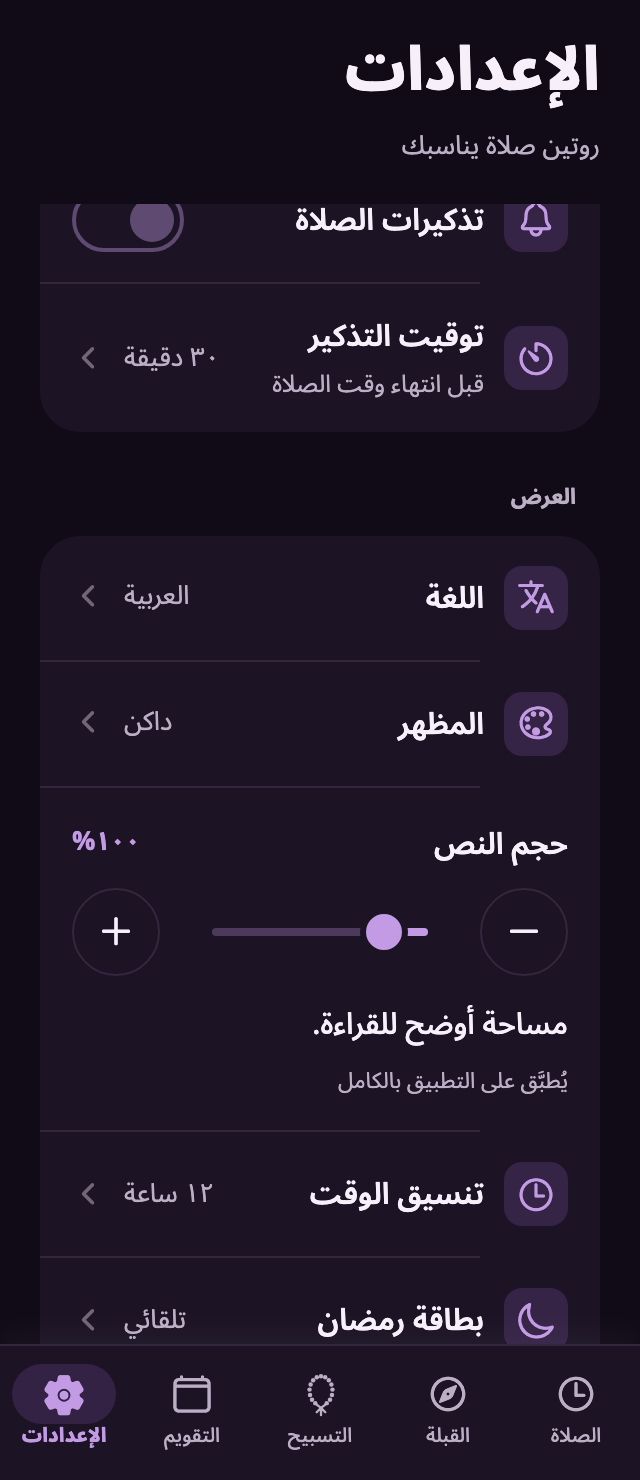 الإعدادات
روتين صلاة يناسبك
تذكيرات الصلاة
توقيت التذكير
قبل انتهاء وقت الصلاة
٣٠ دقيقة
العرض
اللغة
العربية
المظهر
داكن
حجم النص
١٠٠%
مساحة أوضح للقراءة.
يُطبَّق على التطبيق بالكامل
تنسيق الوقت
١٢ ساعة
بطاقة رمضان
تلقائي
الصلاة
القبلة
التسبيح
التقويم
الإعدادات